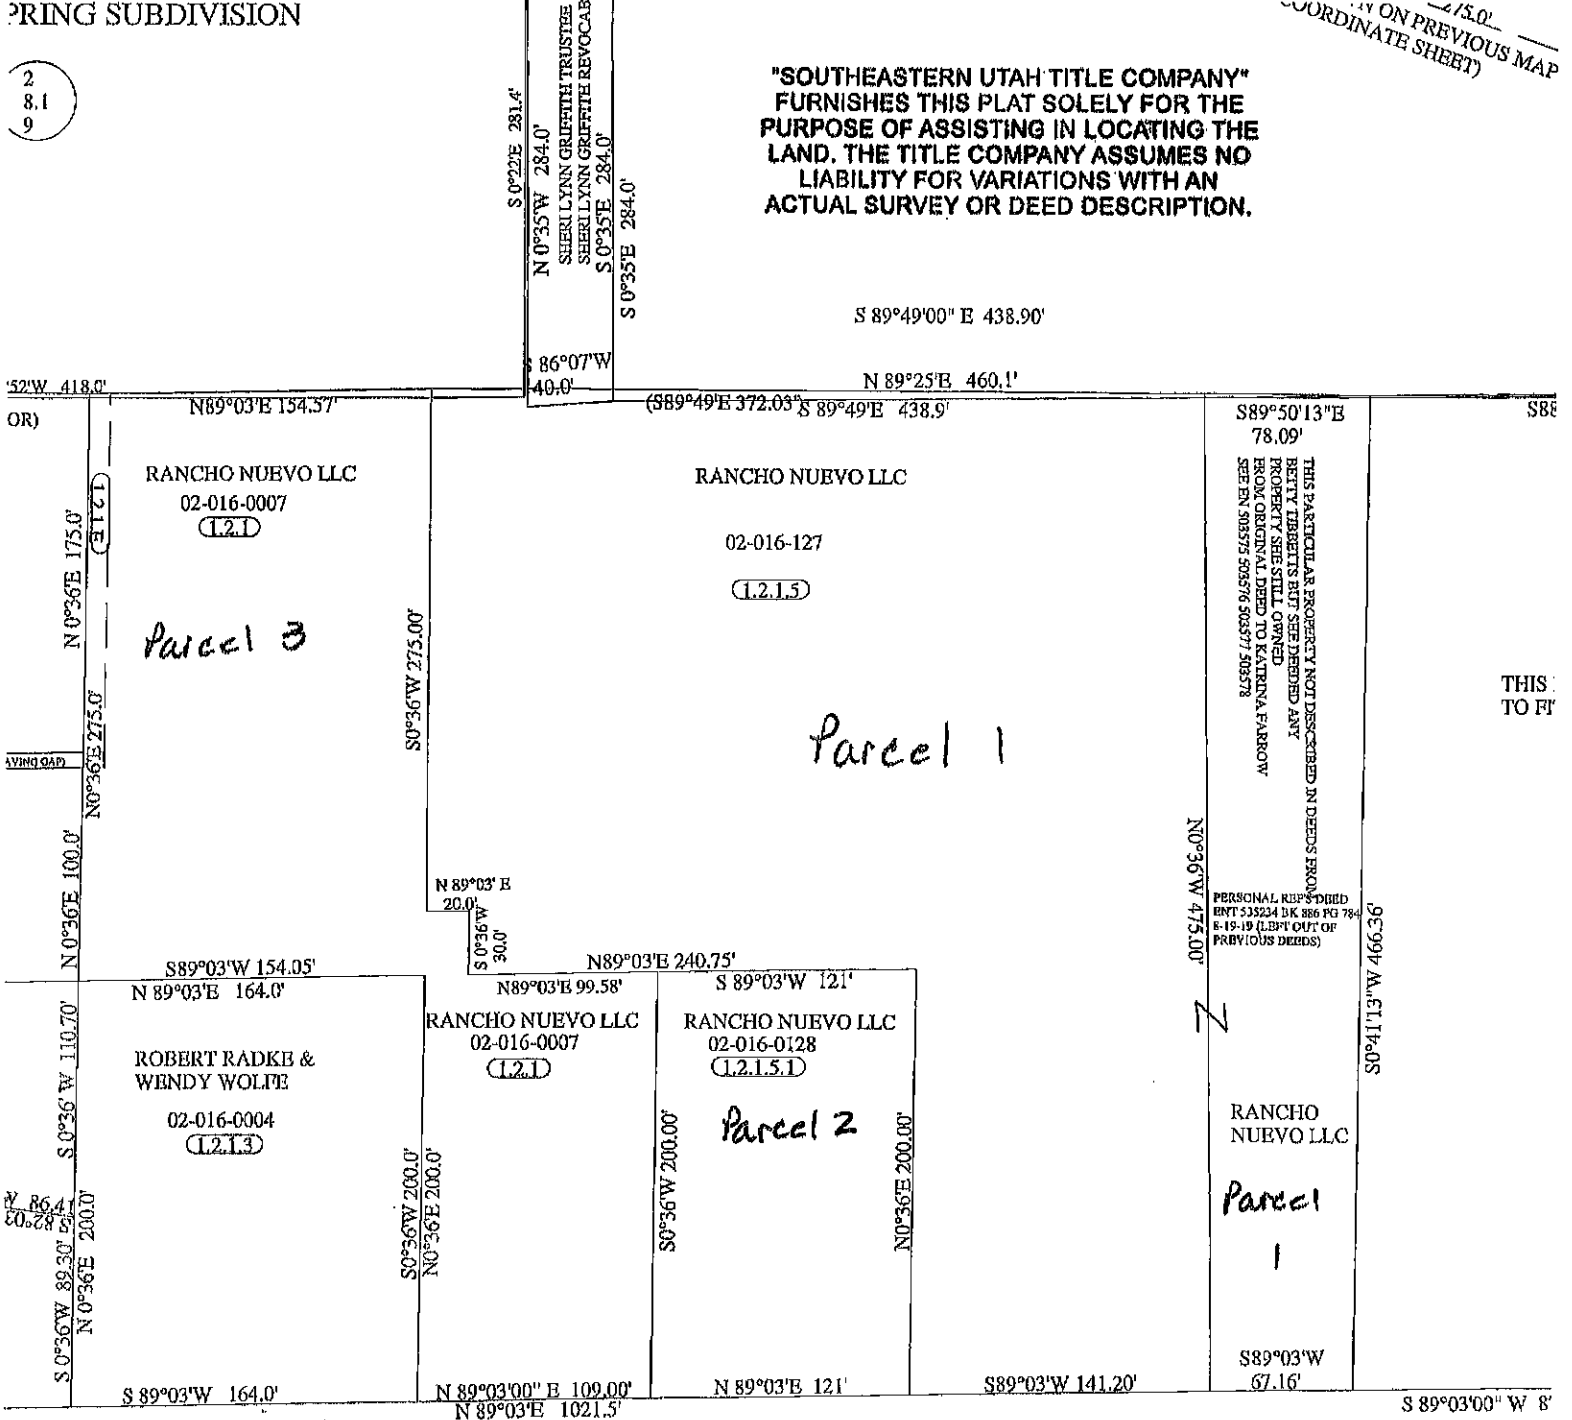 PRING SUBDIVISION
2
8.1
9
S 0°22'E 281.4'
N 0°35'W 284.0'
SHERI LYNN GRIFFITH TRUSTEE
SHERI LYNN GRIFFITH REVOCAB
S 0°35'E 284.0'
S 0°35'E 284.0'
275.0'
N ON PREVIOUS MAP
COORDINATE SHEET)
"SOUTHEASTERN UTAH TITLE COMPANY"
FURNISHES THIS PLAT SOLELY FOR THE
PURPOSE OF ASSISTING IN LOCATING THE
LAND. THE TITLE COMPANY ASSUMES NO
LIABILITY FOR VARIATIONS WITH AN
ACTUAL SURVEY OR DEED DESCRIPTION.
S 89°49'00" E 438.90'
S 86°07'W
40.0'
N 89°25'E 460.1'
'52'W 418.0'
OR)
N89°03'E 154.57'
(S89°49'E 372.03')
S 89°49'E 438.9'
S89°50'13"E
78.09'
S88
RANCHO NUEVO LLC
02-016-0007
1.2.1
1.2.1.E
N 0°36'E 175.0'
Parcel 3
S0°36'W 275.00'
N0°36'E 275.0'
AVING GAP)
N 0°36'E 100.0'
RANCHO NUEVO LLC
02-016-127
1.2.1.5
Parcel 1
THIS PARTICULAR PROPERTY NOT DESCRIBED IN DEEDS FROM
BETTY TIBBETTS BUT SHE DEEDED ANY
PROPERTY SHE STILL OWNED
FROM ORIGINAL DEED TO KATRINA FARROW
SEE EN 503575 503576 503577 503578
THIS
TO FI
N0°36'W 475.00'
PERSONAL REP'S DEED
ENT 535234 BK 886 PG 784
8-19-19 (LEFT OUT OF
PREVIOUS DEEDS)
S0°41'13"W 466.36'
N 89°03' E
20.0'
S 0°36'W
30.0'
S89°03'W 154.05'
N 89°03'E 164.0'
N89°03'E 240.75'
N89°03'E 99.58'
S 89°03'W 121'
S 0°36' W 110.70'
ROBERT RADKE &
WENDY WOLFE
02-016-0004
1.2.1.3
RANCHO NUEVO LLC
02-016-0007
1.2.1
RANCHO NUEVO LLC
02-016-0128
1.2.1.5.1
Parcel 2
Z
RANCHO
NUEVO LLC
Parcel
1
W 86.41
S 82°03
S 0°36'W 89.30'
N 0°36'E 200.0'
S0°36'W 200.0'
N0°36'E 200.0'
S0°36'W 200.00'
N0°36'E 200.00'
S 89°03'W 164.0'
N 89°03'00" E 109.00'
N 89°03'E 1021.5'
N 89°03'E 121'
S89°03'W 141.20'
S89°03'W
67.16'
S 89°03'00" W 8'